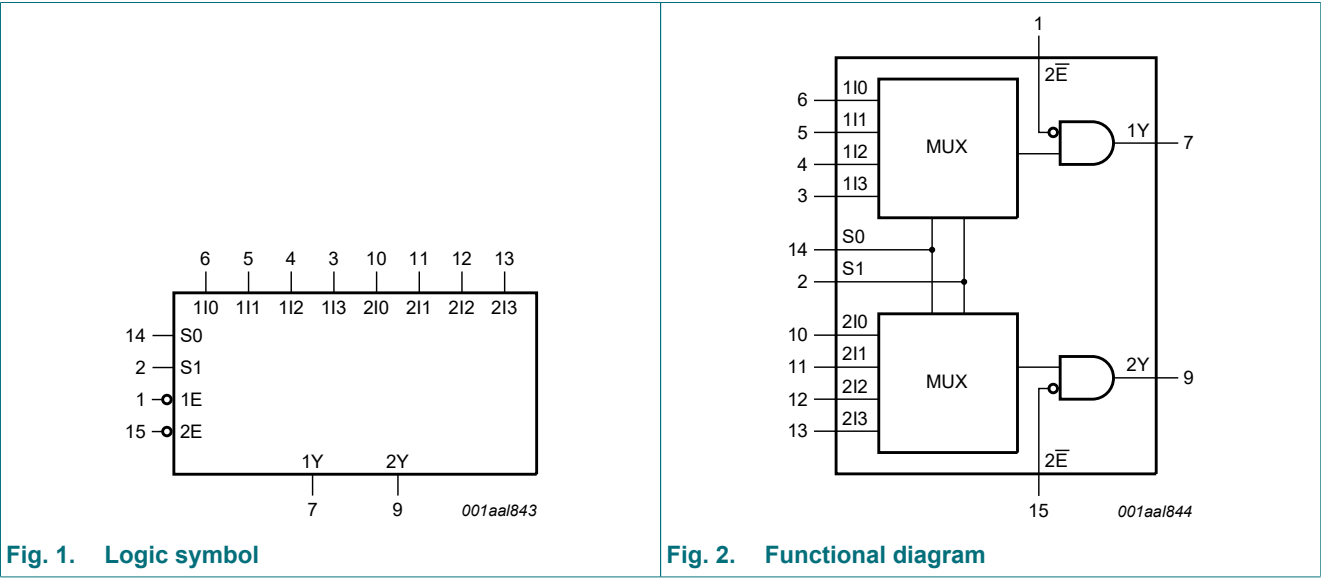 6 5 4 3 10 11 12 13
1I0 1I1 1I2 1I3 2I0 2I1 2I2 2I3
14 S0
2 S1
1 1E
15 2E
1Y 2Y
7 9 001aal843
Fig. 1. Logic symbol
1
2E̅
6 1I0
5 1I1
4 1I2
3 1I3
MUX
1Y 7
14 S0
2 S1
10 2I0
11 2I1
12 2I2
13 2I3
MUX
2Y 9
2E̅
15 001aal844
Fig. 2. Functional diagram